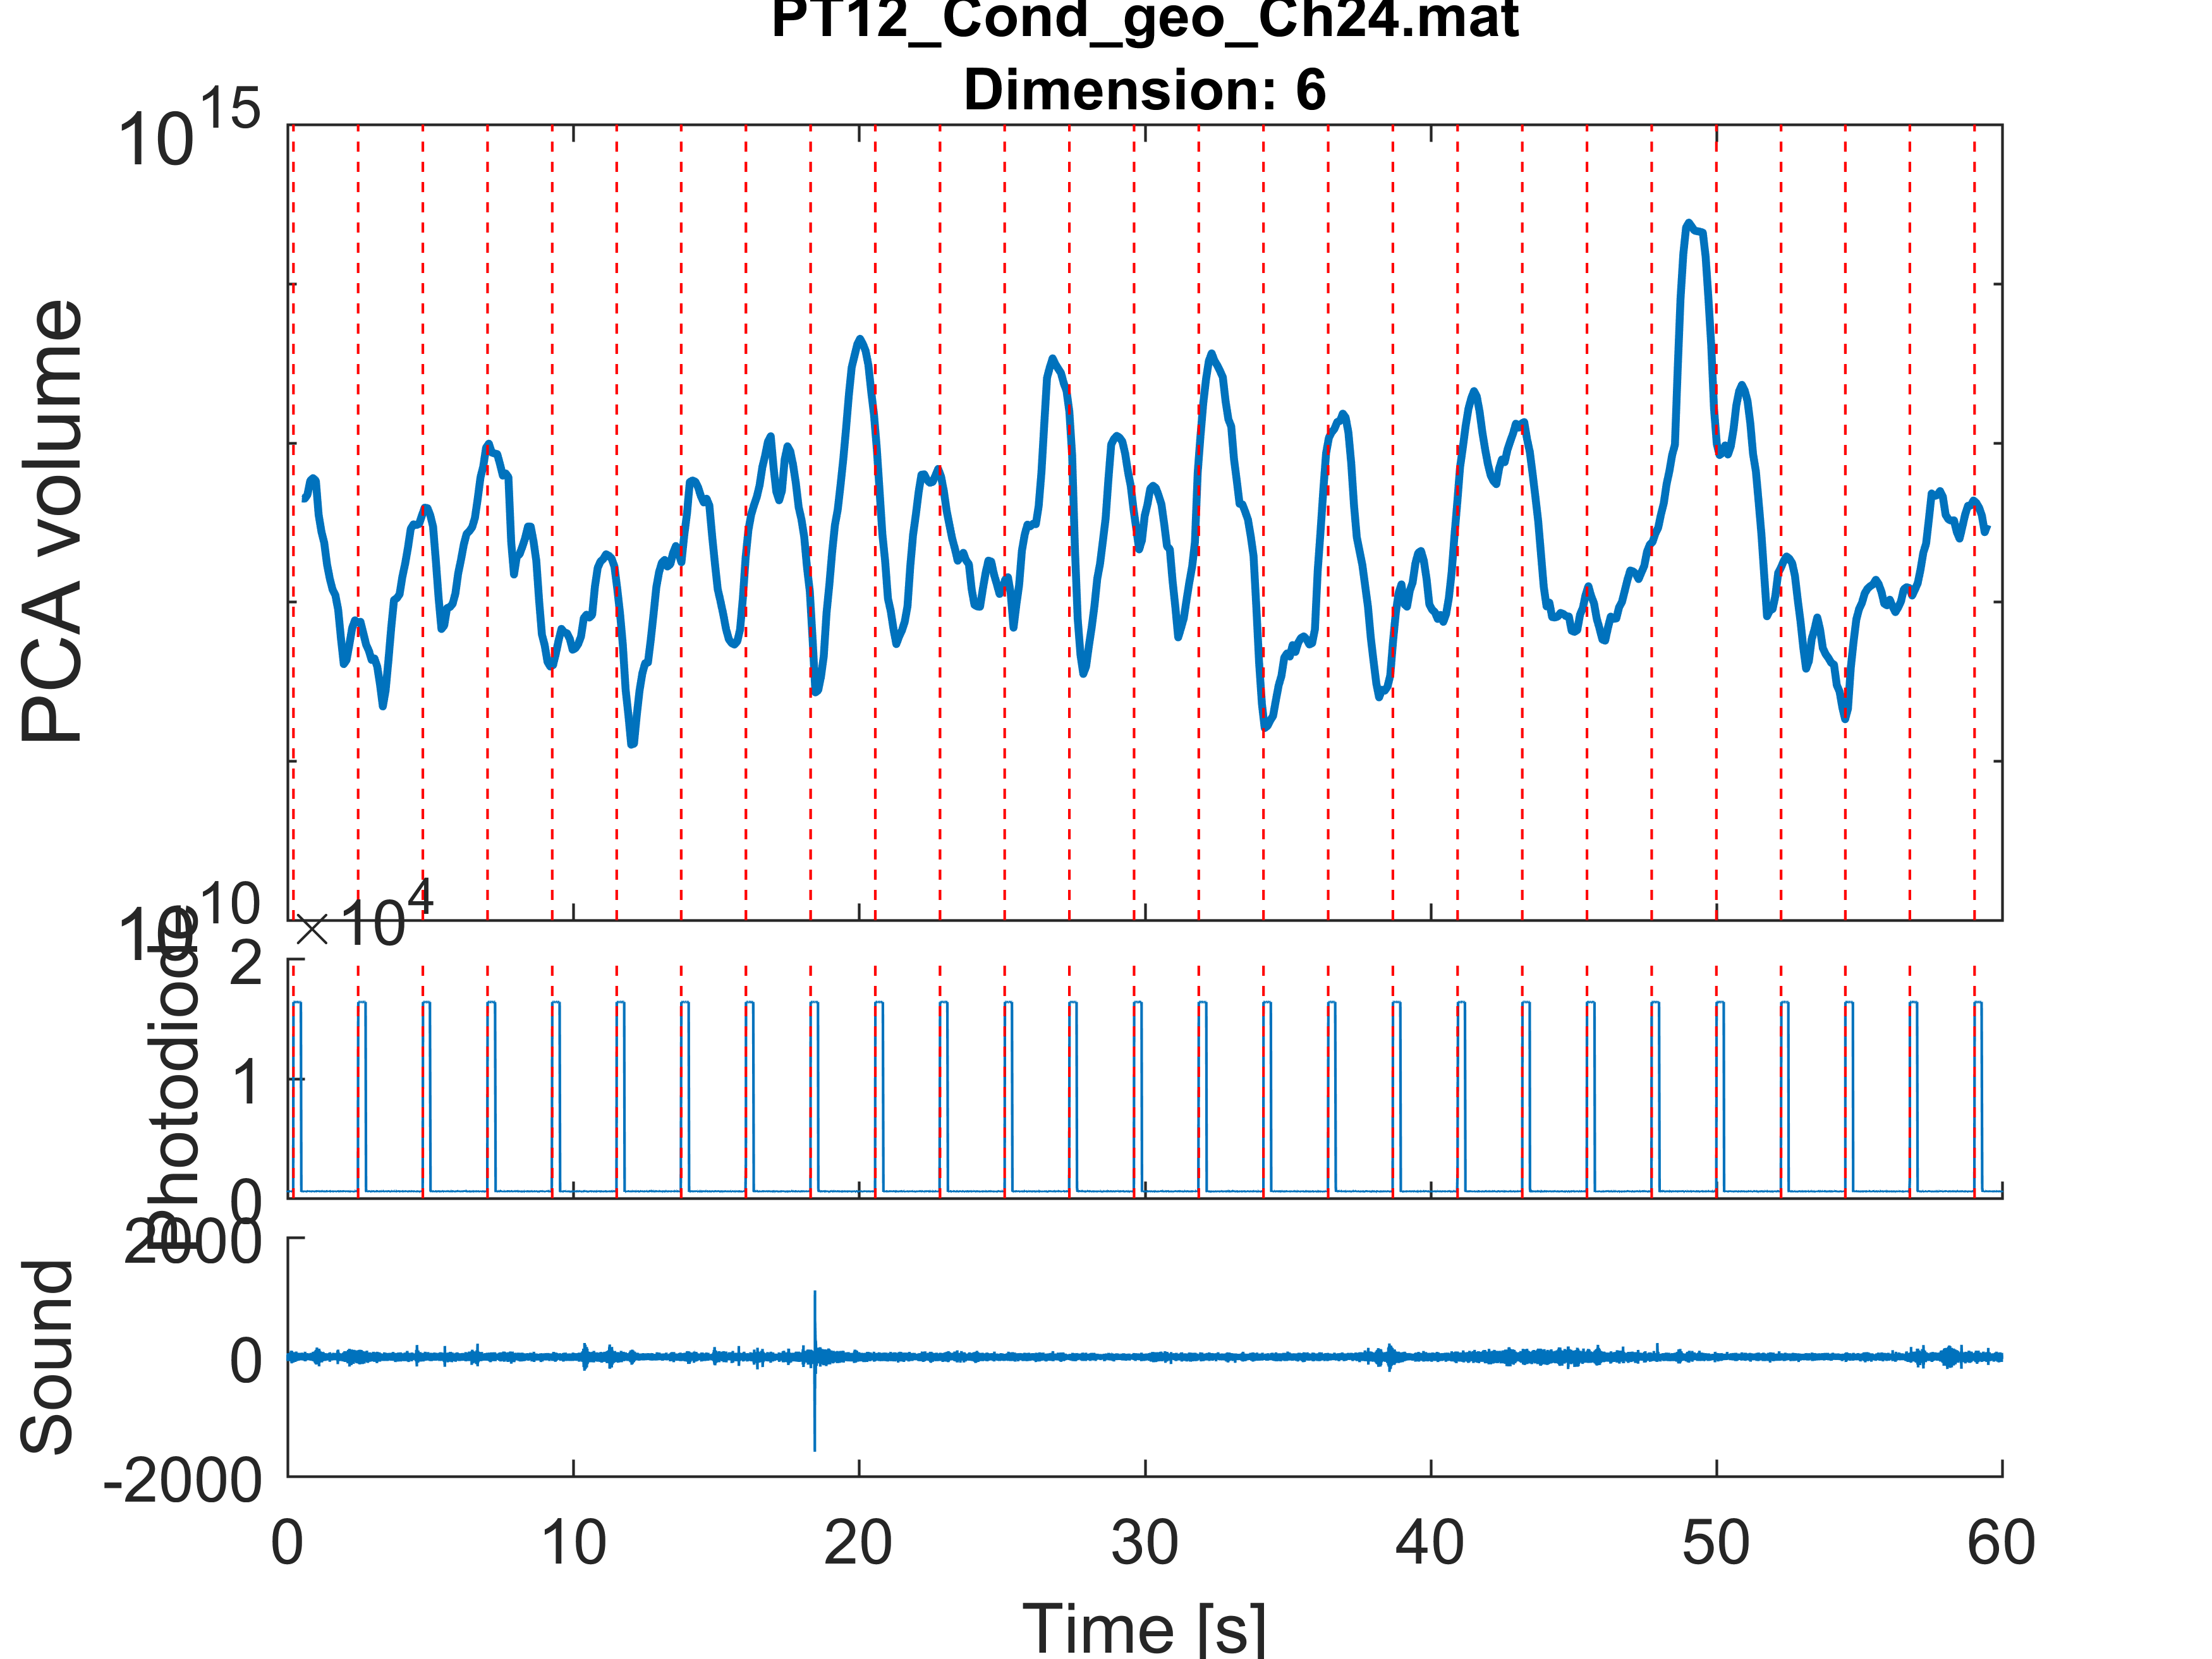 PT12_Cond_geo_Ch24.mat
Dimension: 6
10^15
PCA volume
10^10
×10^4
2
Photodiode
1
0
2000
Sound
0
-2000
0 10 20 30 40 50 60
Time [s]